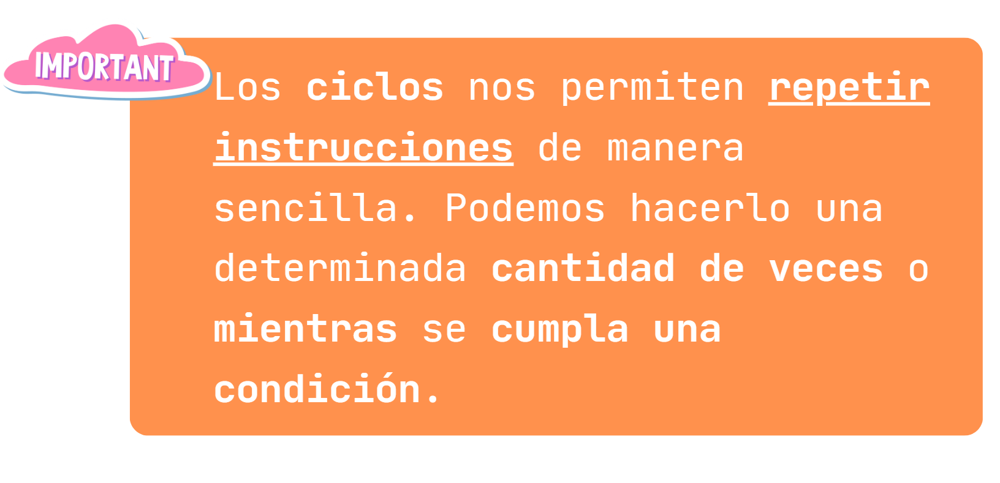 IMPORTANT
Los ciclos nos permiten repetir
instrucciones de manera
sencilla. Podemos hacerlo una
determinada cantidad de veces o
mientras se cumpla una
condición.